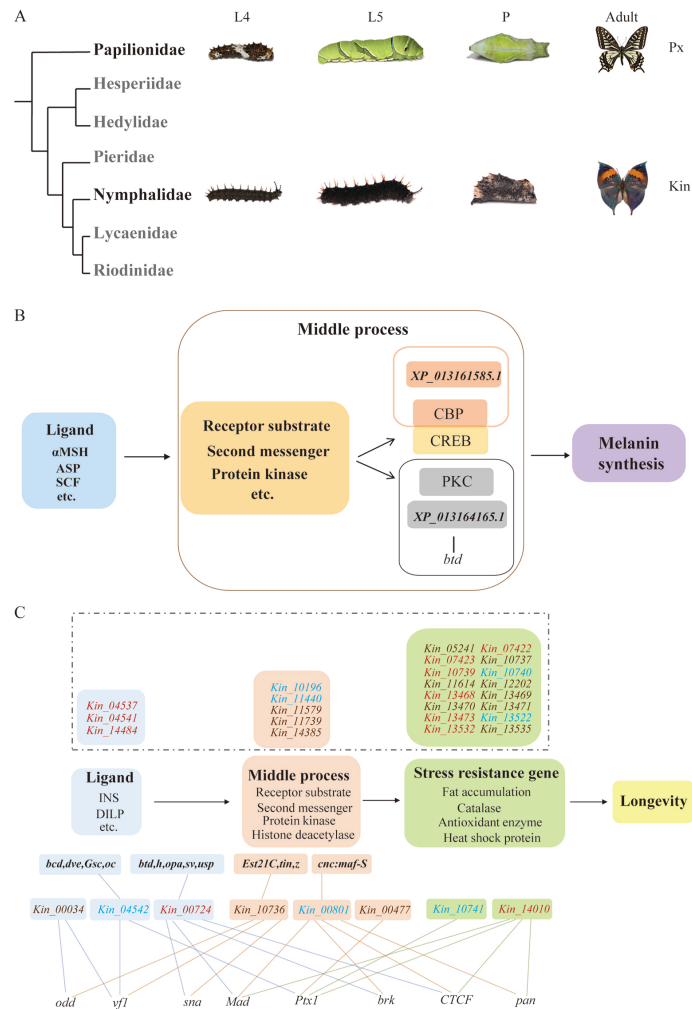 A
L4
L5
P
Adult
Papilionidae
Px
Hesperiidae
Hedylidae
Pieridae
Nymphalidae
Kin
Lycaenidae
Riodinidae
B
Middle process
XP_013161585.1
Ligand
αMSH
ASP
SCF
etc.
Receptor substrate
Second messenger
Protein kinase
etc.
CBP
CREB
PKC
XP_013164165.1
btd
Melanin
synthesis
C
Kin_04537
Kin_04541
Kin_14484
Kin_10196
Kin_11440
Kin_11579
Kin_11739
Kin_14385
Kin_05241 Kin_07422
Kin_07423 Kin_10737
Kin_10739 Kin_10740
Kin_11614 Kin_12202
Kin_13468 Kin_13469
Kin_13470 Kin_13471
Kin_13473 Kin_13522
Kin_13532 Kin_13535
Ligand
INS
DILP
etc.
Middle process
Receptor substrate
Second messenger
Protein kinase
Histone deacetylase
Stress resistance gene
Fat accumulation
Catalase
Antioxidant enzyme
Heat shock protein
Longevity
bcd,dve,Gsc,oc
btd,h,opa,sv,usp
Est21C,tin,z
cnc:maf-S
Kin_00034
Kin_04542
Kin_00724
Kin_10736
Kin_00801
Kin_00477
Kin_10741
Kin_14010
odd
vf1
sna
Mad
Ptx1
brk
CTCF
pan